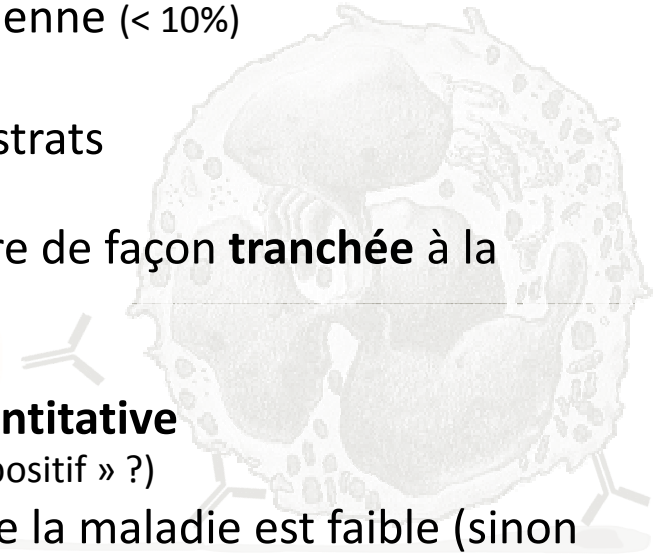 enne (< 10%)
strats
re de façon tranchée à la
ntitative
positif » ?)
e la maladie est faible (sinon